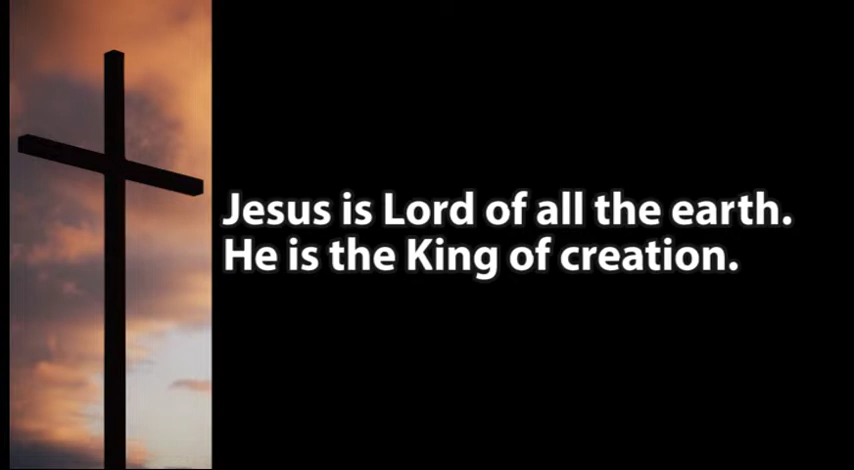 Jesus is Lord of all the earth.
He is the King of creation.